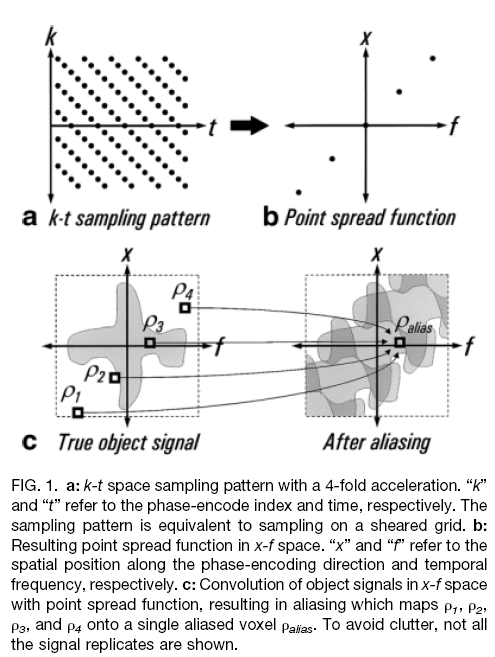 k
t
x
f
a k-t sampling pattern
b Point spread function
x
f
ρ4
ρ3
ρ2
ρ1
x
f
ρalias
c True object signal
After aliasing
FIG. 1. a: k-t space sampling pattern with a 4-fold acceleration. “k”
and “t” refer to the phase-encode index and time, respectively. The
sampling pattern is equivalent to sampling on a sheared grid. b:
Resulting point spread function in x-f space. “x” and “f” refer to the
spatial position along the phase-encoding direction and temporal
frequency, respectively. c: Convolution of object signals in x-f space
with point spread function, resulting in aliasing which maps ρ1, ρ2,
ρ3, and ρ4 onto a single aliased voxel ρalias. To avoid clutter, not all
the signal replicates are shown.